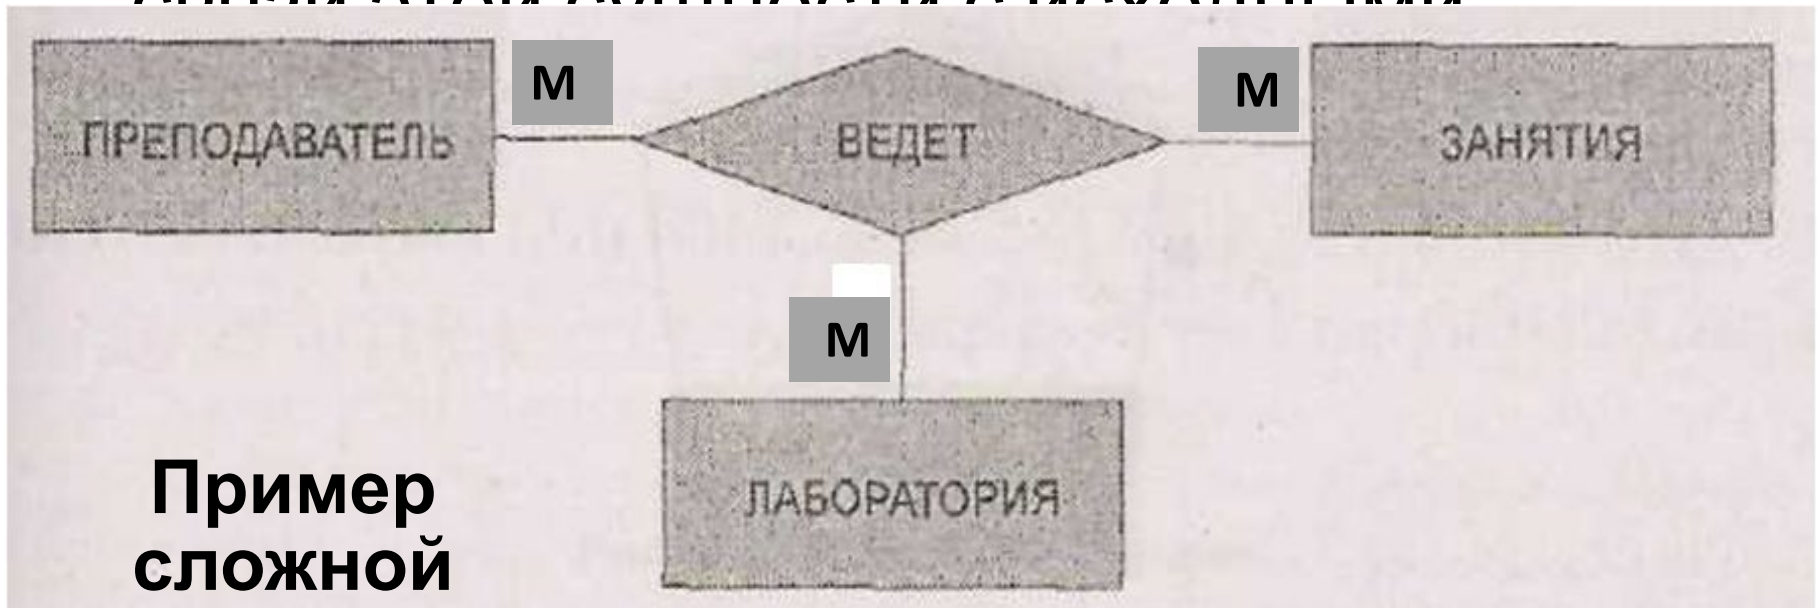 М
М
ПРЕПОДАВАТЕЛЬ
ВЕДЕТ
ЗАНЯТИЯ
М
ЛАБОРАТОРИЯ
Пример
сложной